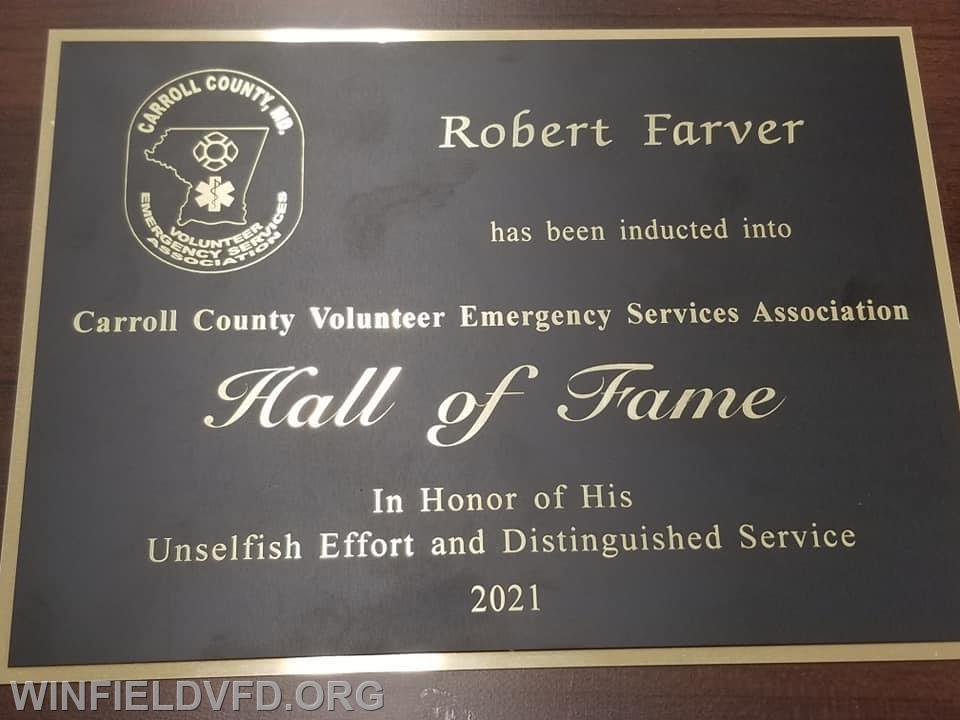 CARROLL COUNTY, MD.
VOLUNTEER
EMERGENCY SERVICES
ASSOCIATION
Robert Farver
has been inducted into
Carroll County Volunteer Emergency Services Association
Hall of Fame
In Honor of His
Unselfish Effort and Distinguished Service
2021
WINFIELDVFD.ORG